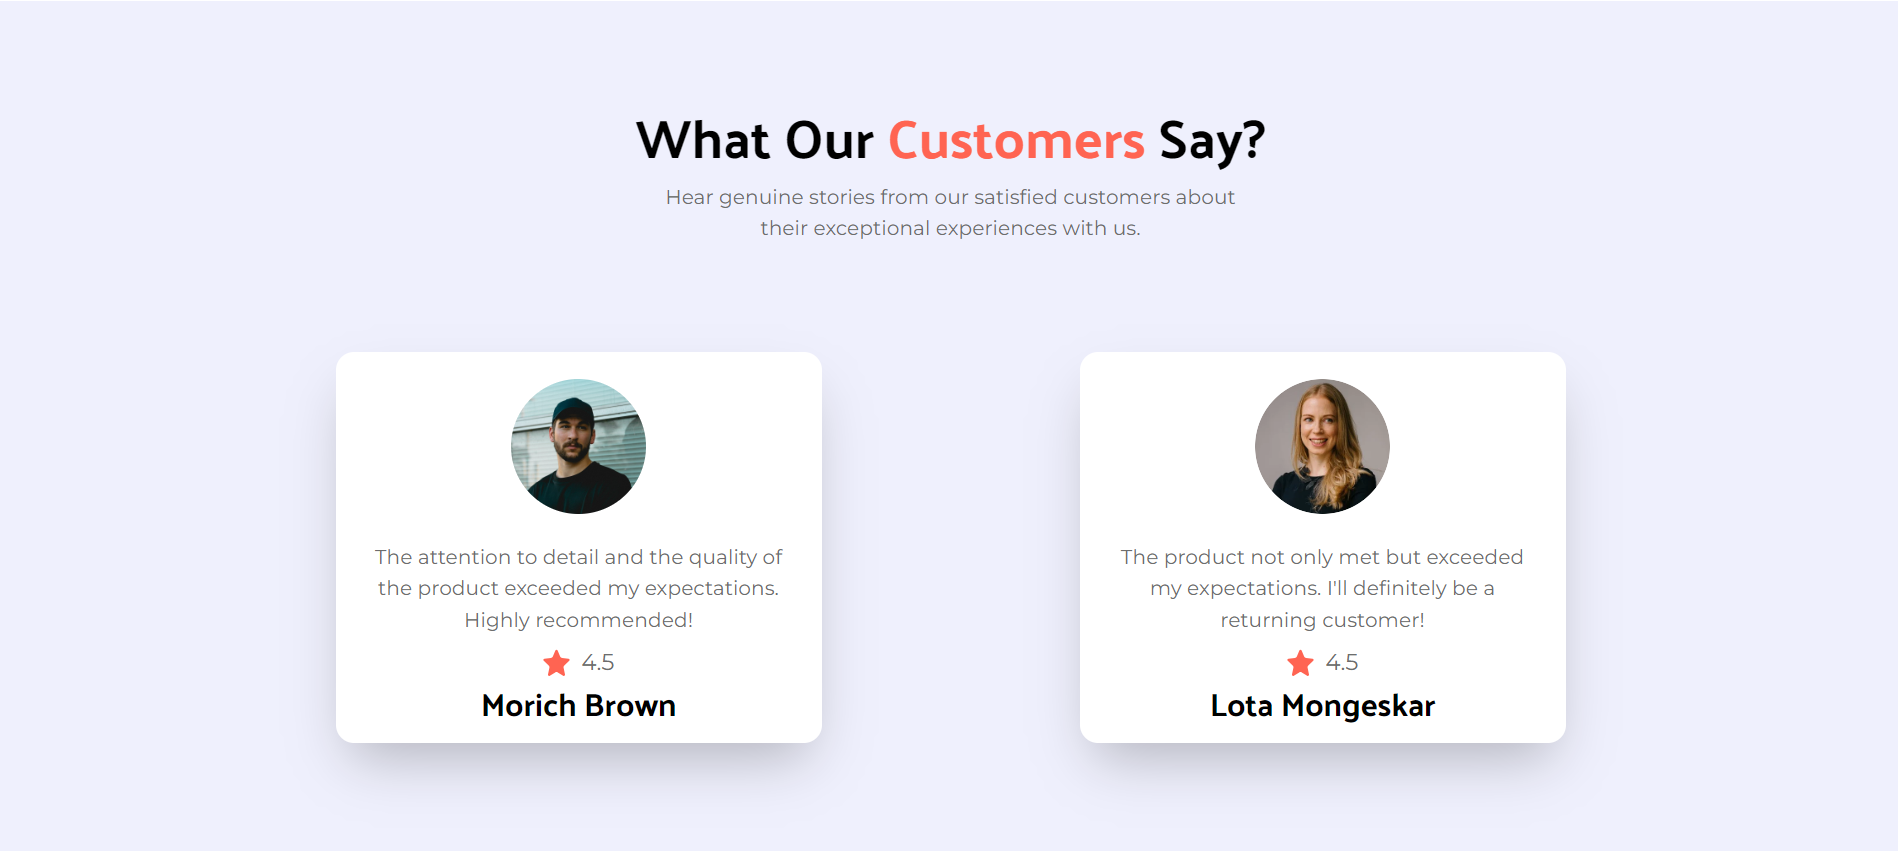 What Our Customers Say?
Hear genuine stories from our satisfied customers about
their exceptional experiences with us.
The attention to detail and the quality of
the product exceeded my expectations.
Highly recommended!
4.5
Morich Brown
The product not only met but exceeded
my expectations. I'll definitely be a
returning customer!
4.5
Lota Mongeskar